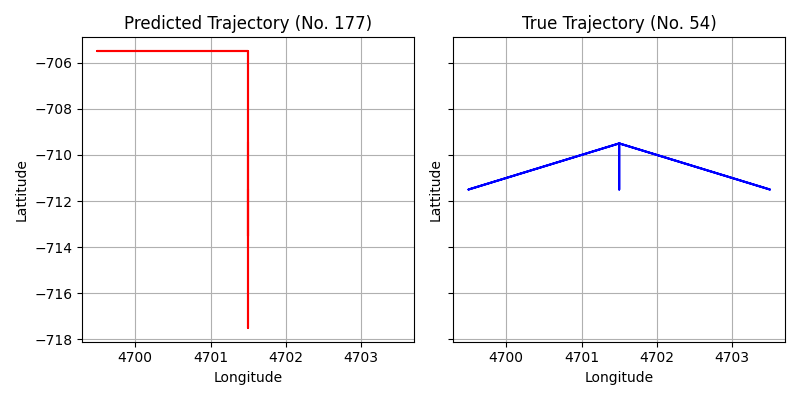 Predicted Trajectory (No. 177)
True Trajectory (No. 54)
Lattitude
−706
−708
−710
−712
−714
−716
−718
4700
4701
4702
4703
Longitude
Lattitude
4700
4701
4702
4703
Longitude